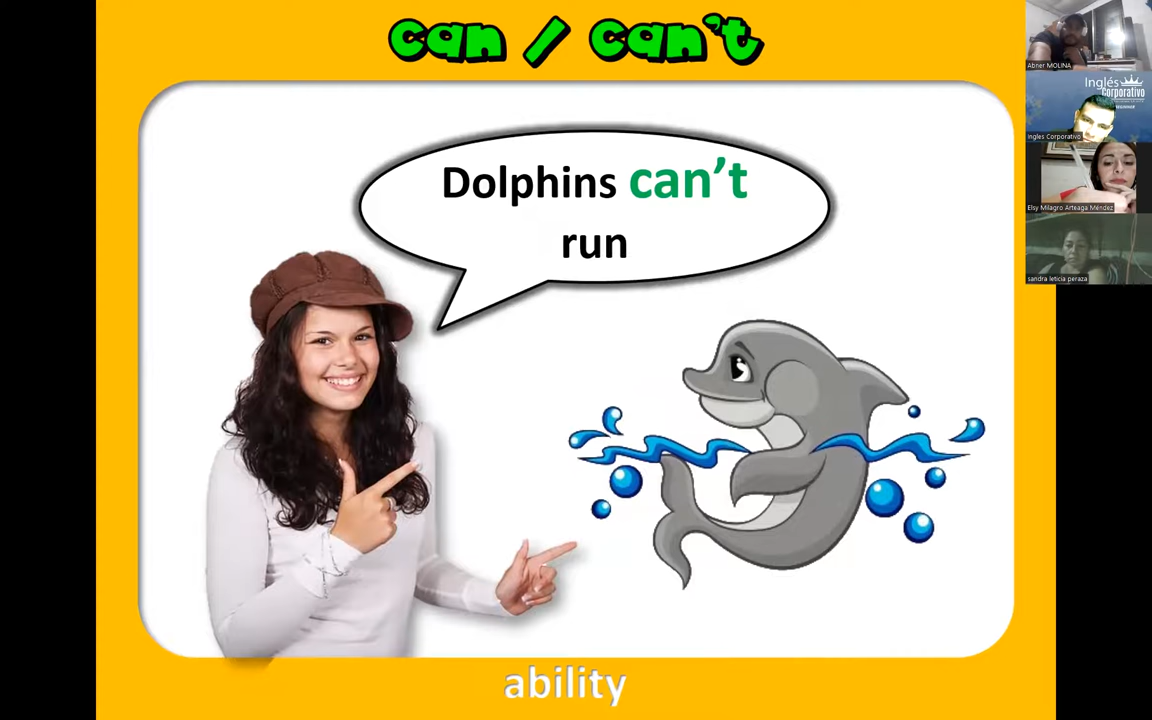 can / can't
Dolphins can't
run
ability
Abner MOLINA
Inglés
Corporativo
Ingles Corporativo
Elsy Milagro Arteaga Méndez
sandra leticia peraza